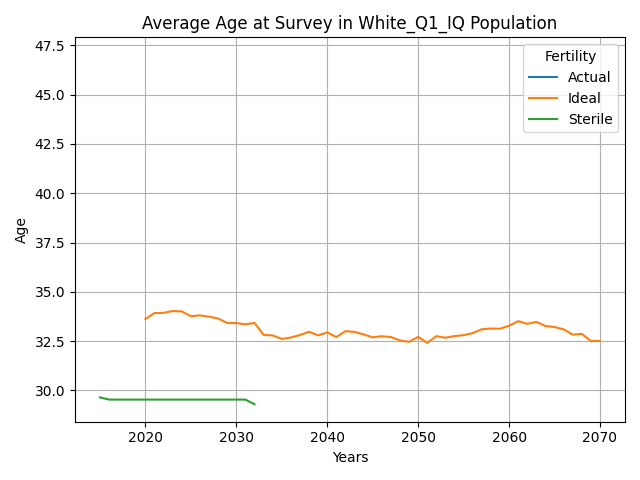 Average Age at Survey in White_Q1_IQ Population
47.5
45.0
42.5
40.0
37.5
35.0
32.5
30.0
Age
Fertility
Actual
Ideal
Sterile
2020
2030
2040
2050
2060
2070
Years